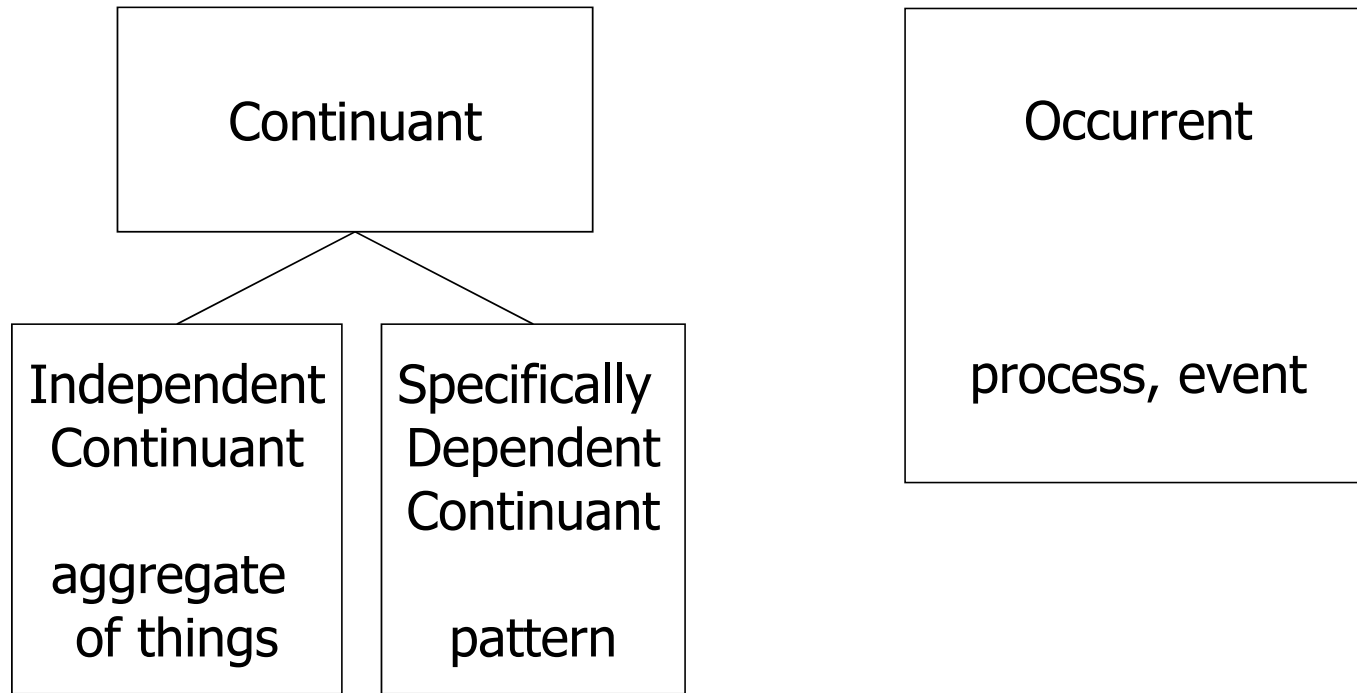 Continuant
Independent
Continuant
aggregate
of things
Specifically
Dependent
Continuant
pattern
Occurrent
process, event